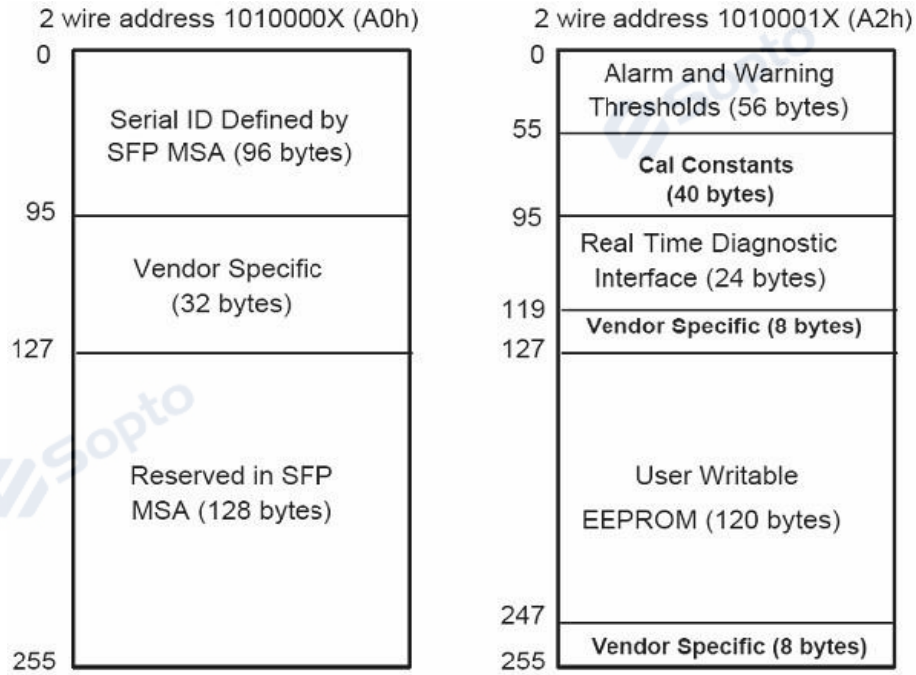 2 wire address 1010000X (A0h)
0
Serial ID Defined by
SFP MSA (96 bytes)
95
Vendor Specific
(32 bytes)
127
Reserved in SFP
MSA (128 bytes)
255
Sopto
2 wire address 1010001X (A2h)
0
Alarm and Warning
Thresholds (56 bytes)
55
Cal Constants
(40 bytes)
95
Real Time Diagnostic
Interface (24 bytes)
119
Vendor Specific (8 bytes)
127
User Writable
EEPROM (120 bytes)
247
Vendor Specific (8 bytes)
255
Sopto